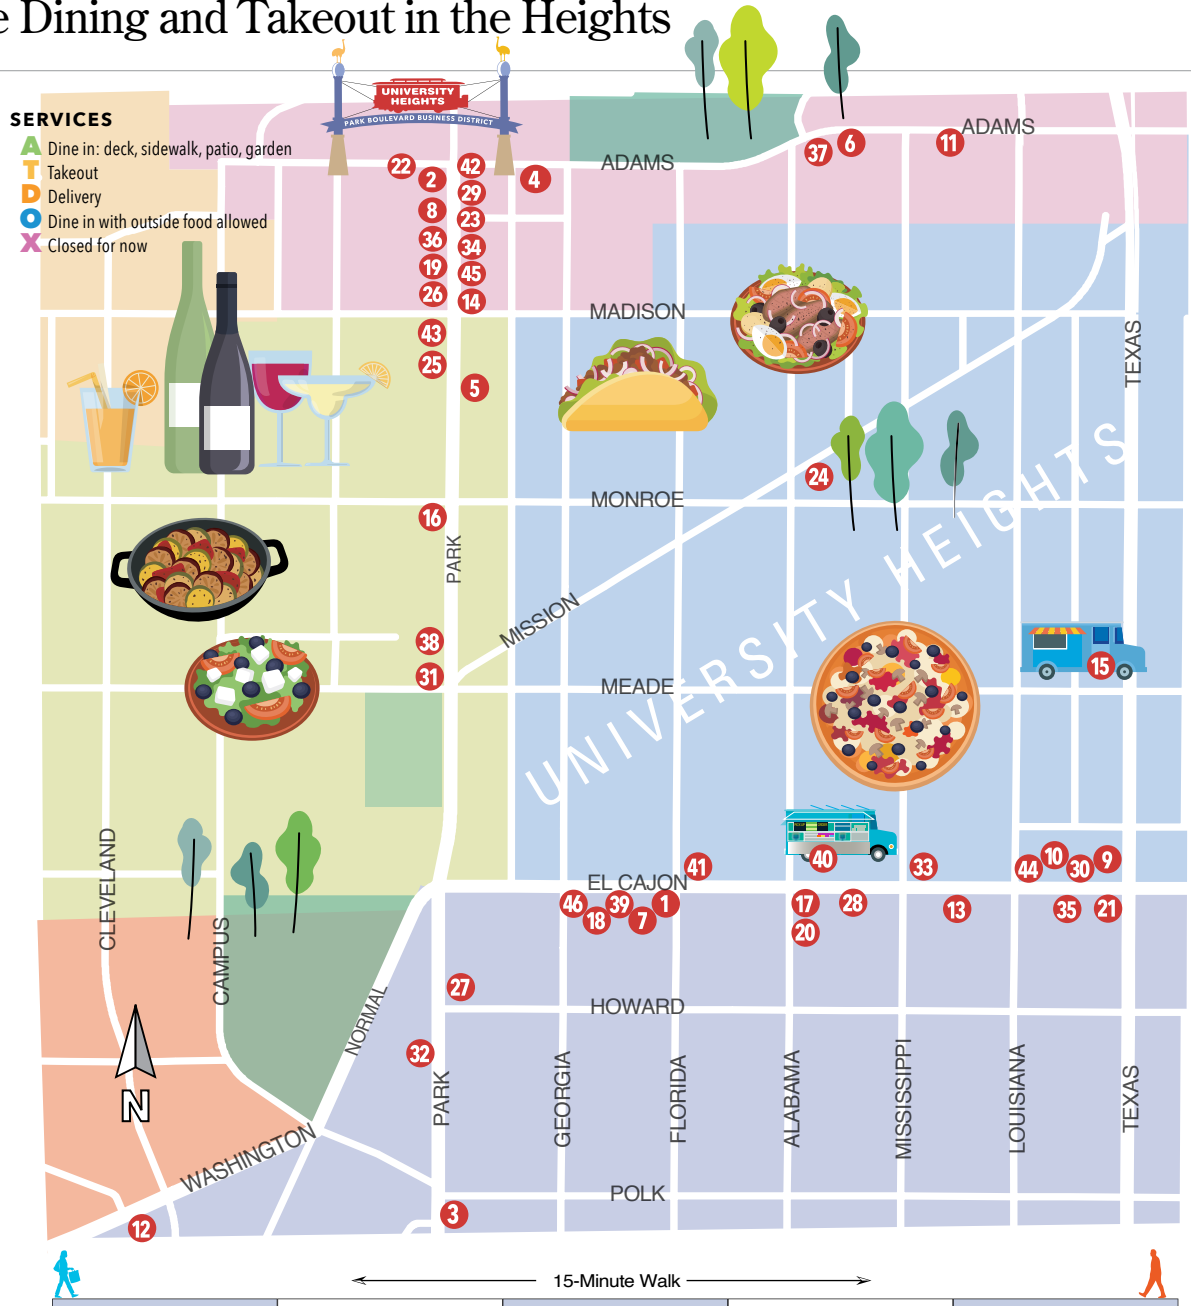 e Dining and Takeout in the Heights
UNIVERSITY
HEIGHTS
PARK BOULEVARD BUSINESS DISTRICT
SERVICES
A Dine in: deck, sidewalk, patio, garden
T Takeout
D Delivery
O Dine in with outside food allowed
X Closed for now
ADAMS
ADAMS
37
6
11
22
42
2
4
29
8
23
36
34
19
45
26
14
MADISON
43
25
5
TEXAS
24
MONROE
16
PARK
MISSION
UNIVERSITY HEIGHTS
38
31
MEADE
15
CLEVELAND
CAMPUS
NORMAL
41
40
33
44
10
30
9
EL CAJON
46
18
39
7
1
17
20
28
13
35
21
27
HOWARD
32
PARK
GEORGIA
FLORIDA
ALABAMA
MISSISSIPPI
LOUISIANA
TEXAS
N
WASHINGTON
POLK
12
3
15-Minute Walk